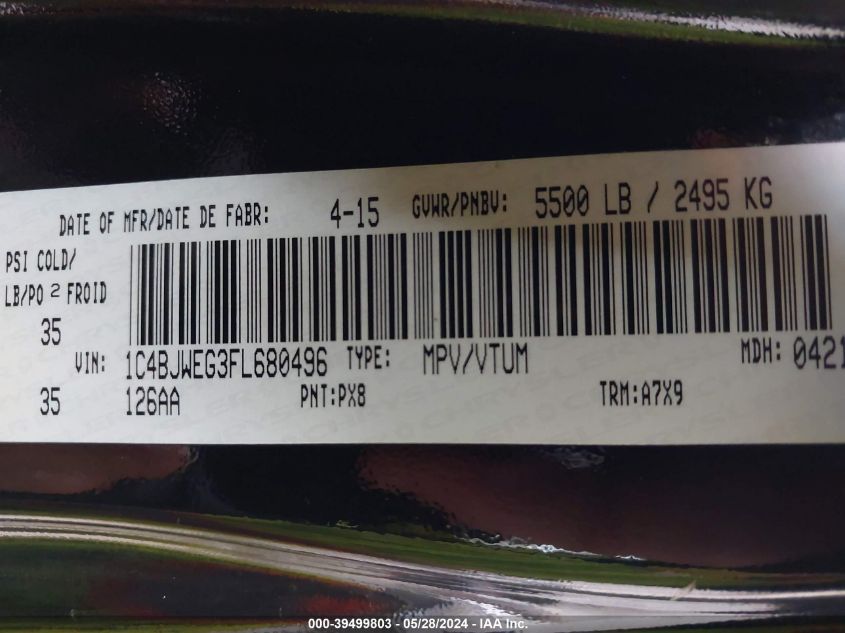 DATE OF MFR/DATE DE FABR: 4-15 GVWR/PNBV: 5500 LB / 2495 KG
PSI COLD/
LB/PO 2 FROID
35
VIN: 1C4BJWEG3FL680496 TYPE: MPV/VTUM MDH: 0421
35 126AA PNT:PX8 TRM:A7X9
000-39499803 - 05/28/2024 - IAA Inc.